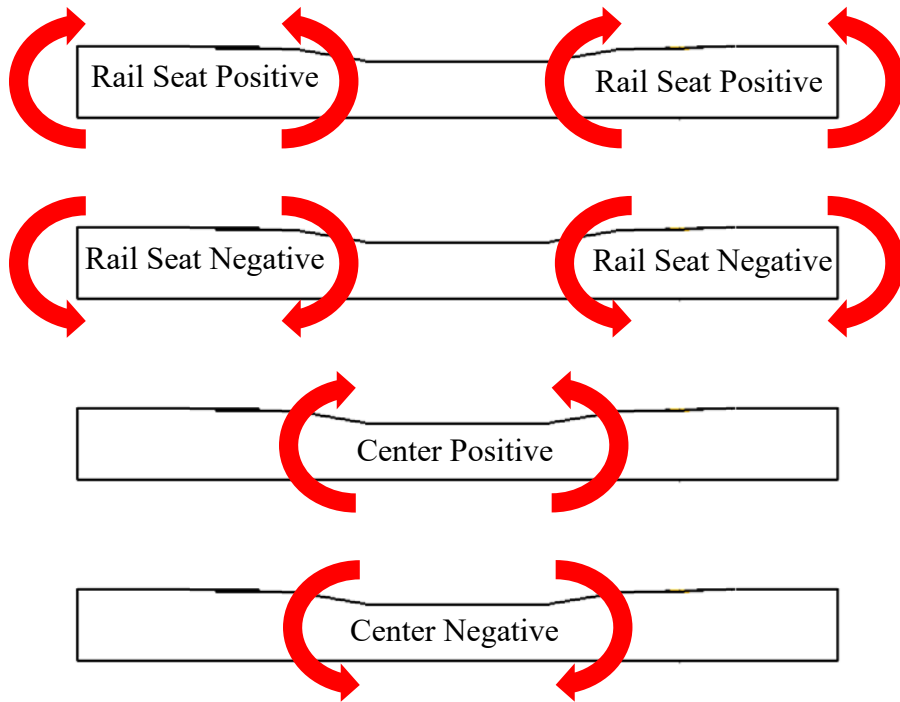 Rail Seat Positive
Rail Seat Positive
Rail Seat Negative
Rail Seat Negative
Center Positive
Center Negative